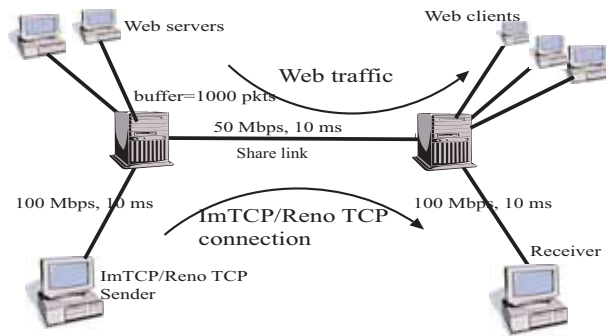 Web servers
Web clients
Web traffic
buffer=1000 pkts
50 Mbps, 10 ms
Share link
100 Mbps, 10 ms
ImTCP/Reno TCP
connection
100 Mbps, 10 ms
Receiver
ImTCP/Reno TCP
Sender